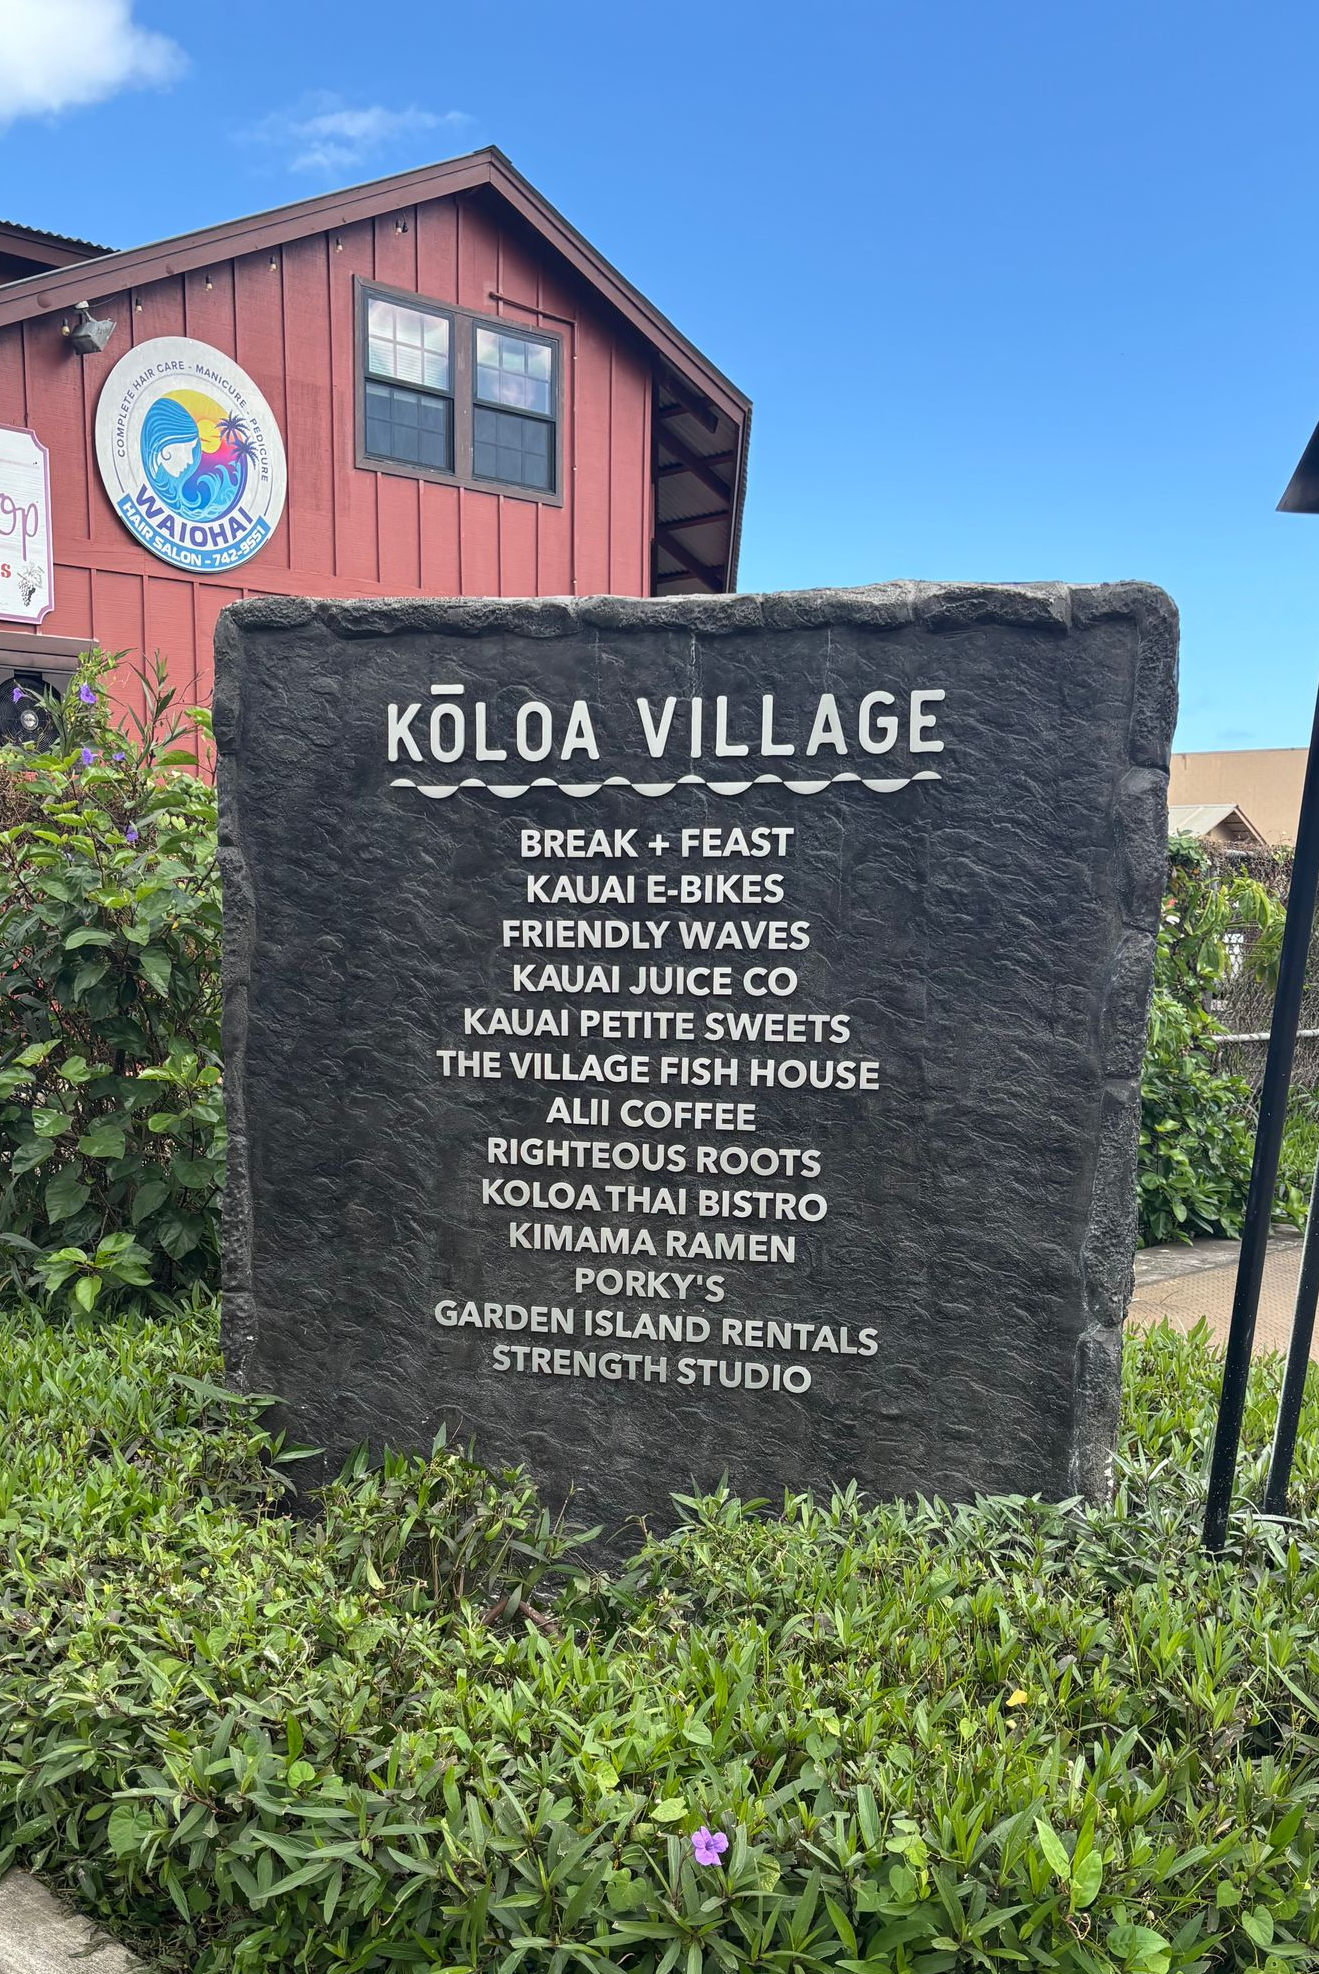 COMPLETE HAIR CARE - MANICURE - PEDICURE
WAIOHAI
HAIR SALON - 742-9551
KŌLOA VILLAGE
BREAK + FEAST
KAUAI E-BIKES
FRIENDLY WAVES
KAUAI JUICE CO
KAUAI PETITE SWEETS
THE VILLAGE FISH HOUSE
ALII COFFEE
RIGHTEOUS ROOTS
KOLOA THAI BISTRO
KIMAMA RAMEN
PORKY'S
GARDEN ISLAND RENTALS
STRENGTH STUDIO